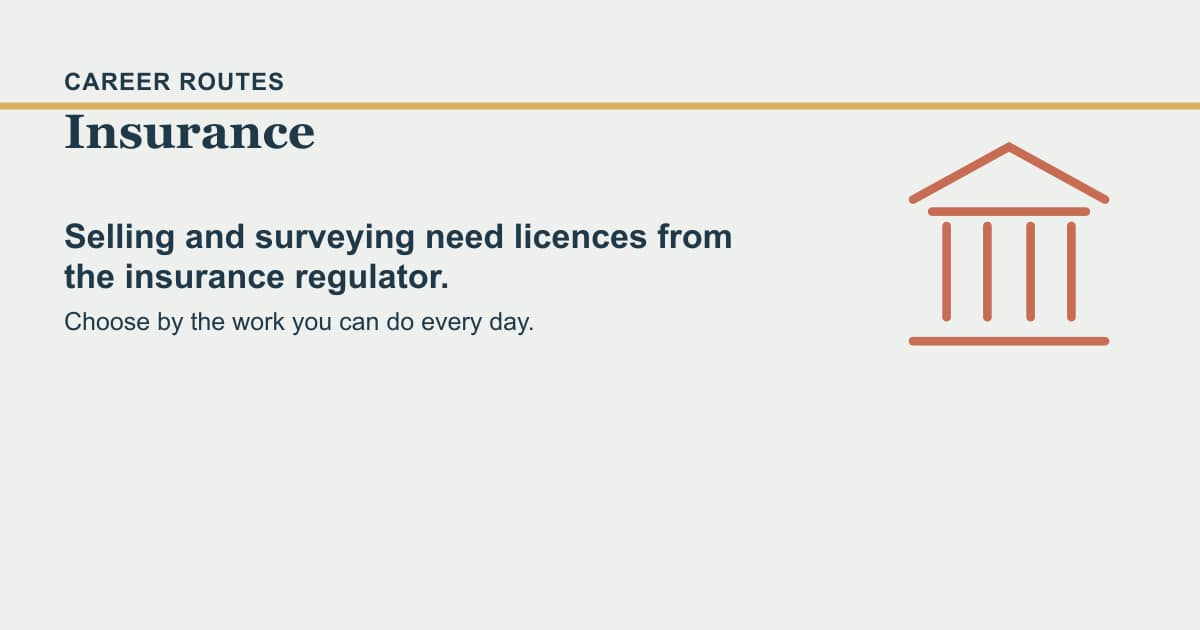 CAREER ROUTES
Insurance
Selling and surveying need licences from
the insurance regulator.
Choose by the work you can do every day.